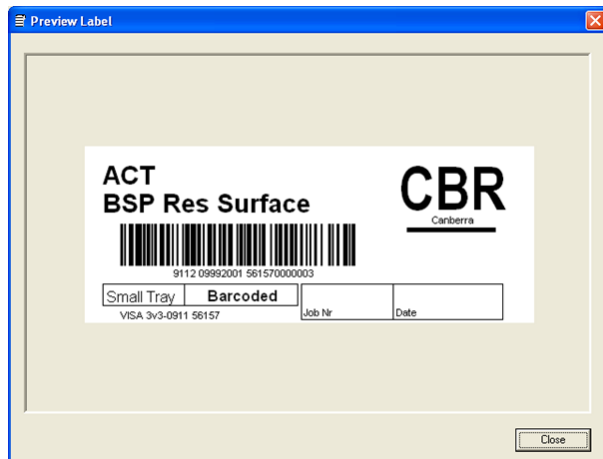 Preview Label
ACT
BSP Res Surface
CBR
Canberra
9112 09992001 561570000003
Small Tray
Barcoded
VISA 3v3-0911 56157
Job Nr
Date
Close